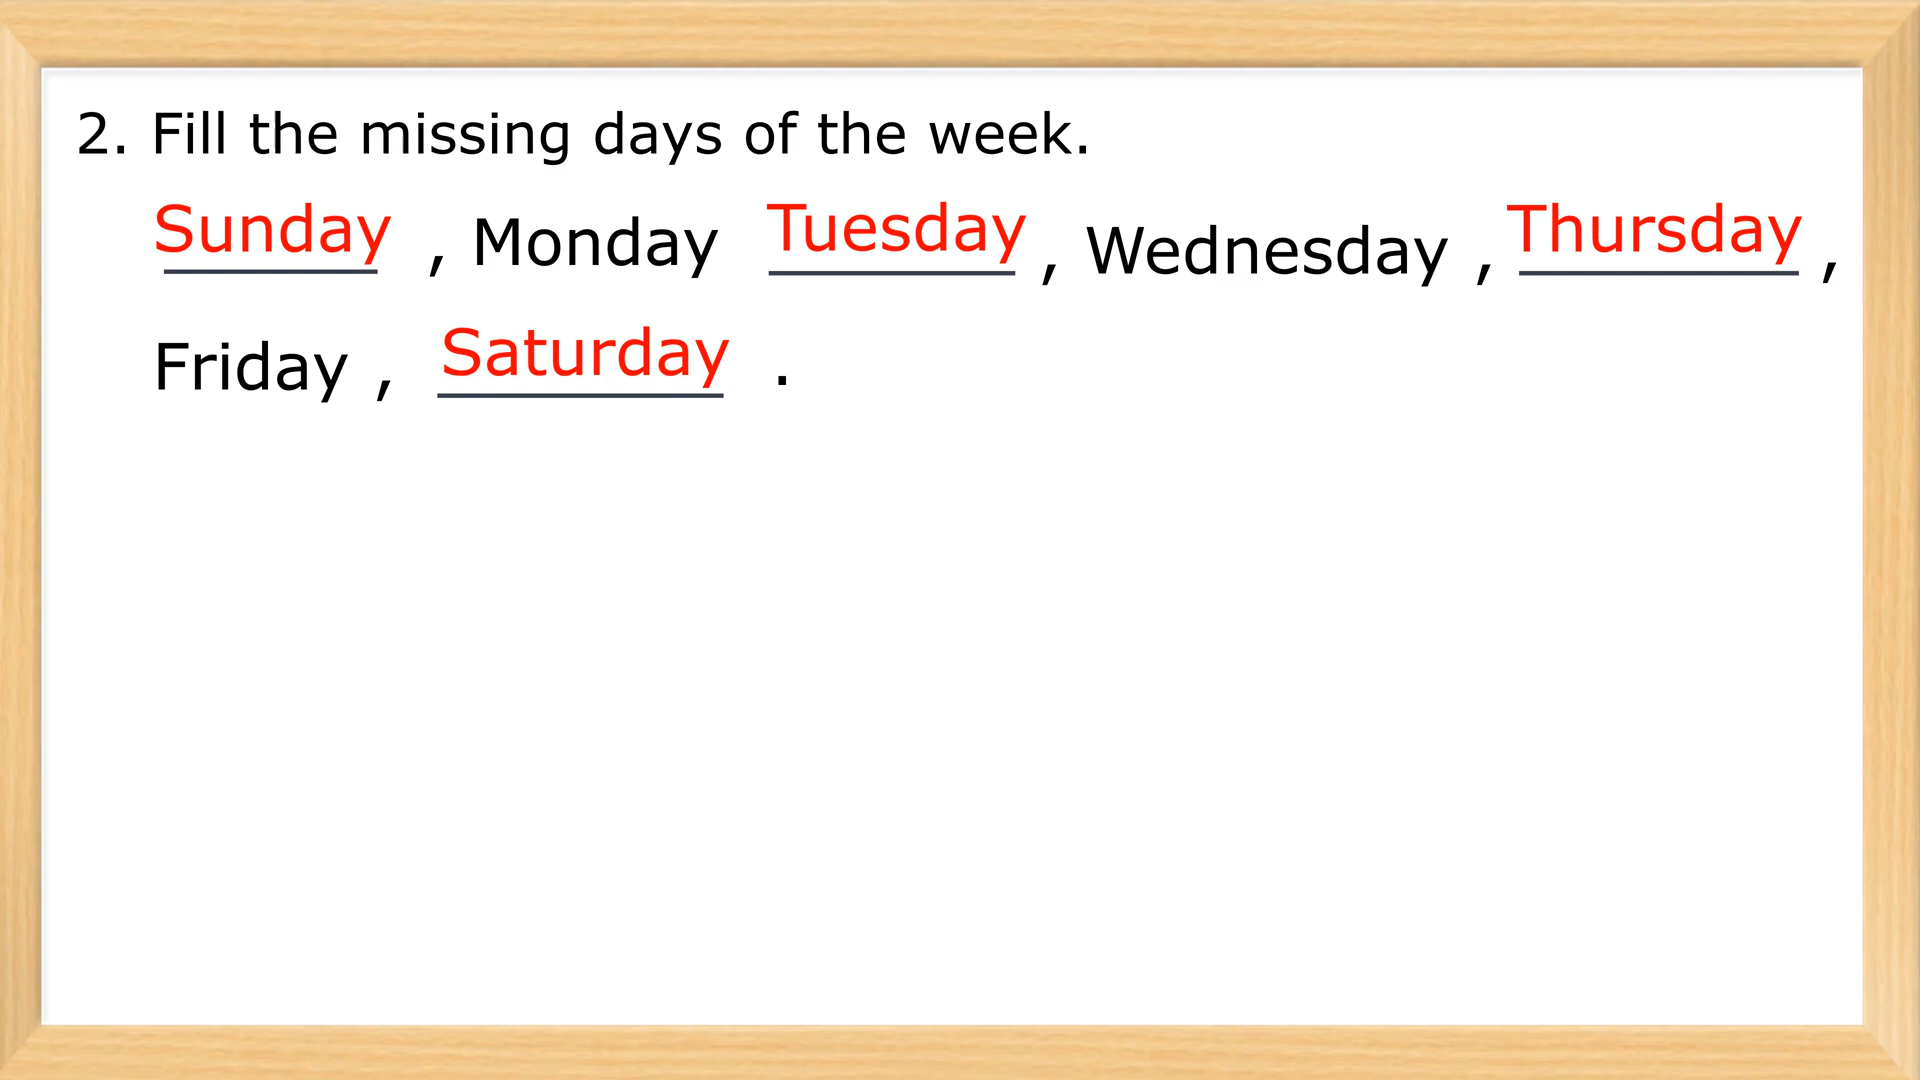 2. Fill the missing days of the week.
Sunday , Monday Tuesday , Wednesday , Thursday ,
Friday , Saturday .